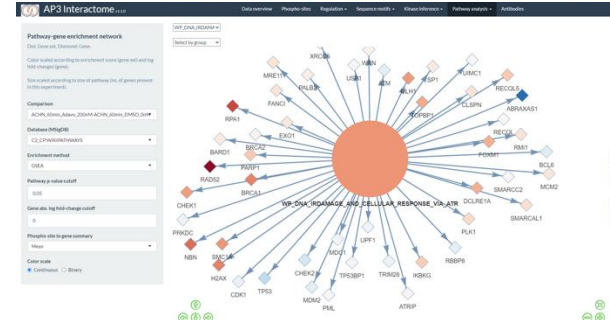 AP3 Interactome
Data overview
Phospho-sites
Regulation
Sequence motifs
Kinase inference
Pathway analysis
Antibodies
Pathway-gene enrichment network
Dot: Gene set, Diamond: Gene.
Color scaled according to enrichment score (gene set) and log
fold-changes (gene).
Size scaled according to size of pathway (no. of genes present
in this experiment).
Comparison
Database (MSigDB)
C2_CP:WIKIPATHWAYS
Enrichment method
GSEA
Pathway p-value cutoff
0.05
Gene abs. log fold-change cutoff
0
Phospho-site to gene summary
Mean
Color scale
Continuous
Binary
Select by group
MRE11
PALB2
ATM
UIMC1
RECQL5
FANCI
CLSPN
ABRAXAS1
RPA1
TOPBP1
EXO1
RECQL
BARD1
BRCA2
FOXM1
RMI1
RAD52
PARP1
BCL6
SMARCC2
MCM2
CHEK1
BRCA1
DCLRE1A
WP_DNA_IRDAMAGE_AND_CELLULAR_RESPONSE_VIA_ATR
SMARCAL1
PRKDC
PLK1
NBN
UPF1
MDC1
RBBP8
H2AX
CHEK2
TP53BP1
TRIM28
IKBKG
CDK1
TP53
MDM2
PML
ATRIP